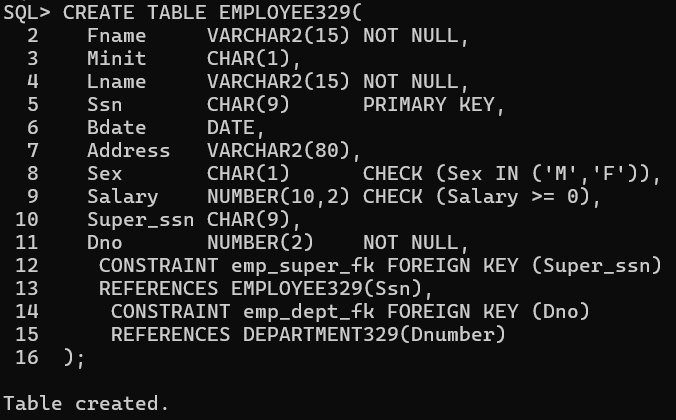 SQL> CREATE TABLE EMPLOYEE329(
  2    Fname     VARCHAR2(15) NOT NULL,
  3    Minit     CHAR(1),
  4    Lname     VARCHAR2(15) NOT NULL,
  5    Ssn       CHAR(9)      PRIMARY KEY,
  6    Bdate     DATE,
  7    Address   VARCHAR2(80),
  8    Sex       CHAR(1)      CHECK (Sex IN ('M','F')),
  9    Salary    NUMBER(10,2) CHECK (Salary >= 0),
 10    Super_ssn CHAR(9),
 11    Dno       NUMBER(2)    NOT NULL,
 12     CONSTRAINT emp_super_fk FOREIGN KEY (Super_ssn)
 13     REFERENCES EMPLOYEE329(Ssn),
 14      CONSTRAINT emp_dept_fk FOREIGN KEY (Dno)
 15      REFERENCES DEPARTMENT329(Dnumber)
 16  );
Table created.